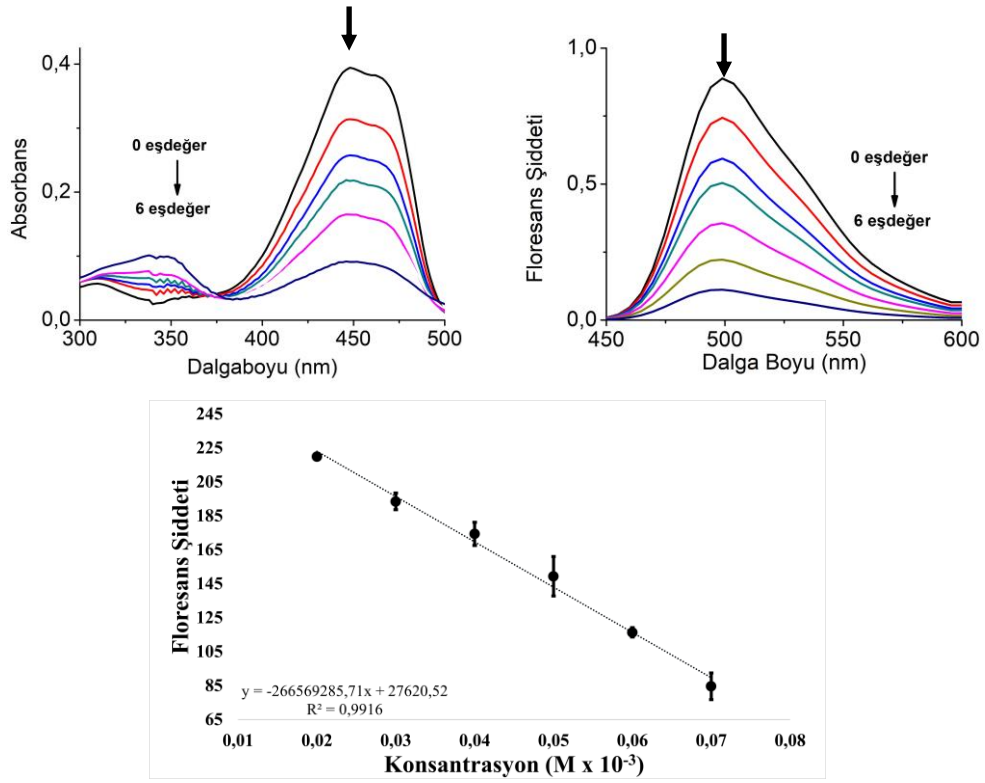 0,4
0,2
0,0
Absorbans
0 eşdeğer
6 eşdeğer
300 350 400 450 500
Dalgaboyu (nm)
1,0
0,5
0,0
Floresans Şiddeti
0 eşdeğer
6 eşdeğer
450 500 550 600
Dalga Boyu (nm)
245
225
205
185
165
145
125
105
85
65
Floresans Şiddeti
y = -266569285,71x + 27620,52
R² = 0,9916
0,01 0,02 0,03 0,04 0,05 0,06 0,07 0,08
Konsantrasyon (M x 10⁻³)